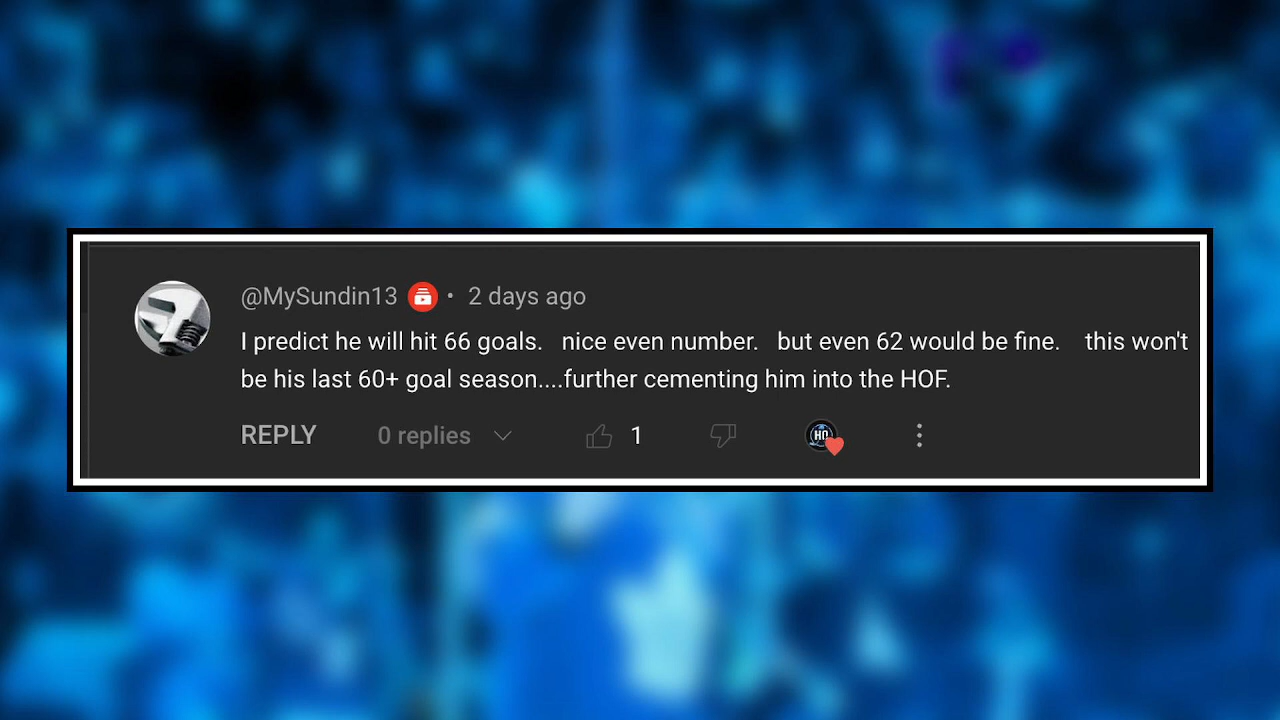 @MySundin13 • 2 days ago
I predict he will hit 66 goals.   nice even number.   but even 62 would be fine.    this won't
be his last 60+ goal season....further cementing him into the HOF.
REPLY 0 replies 1 HO